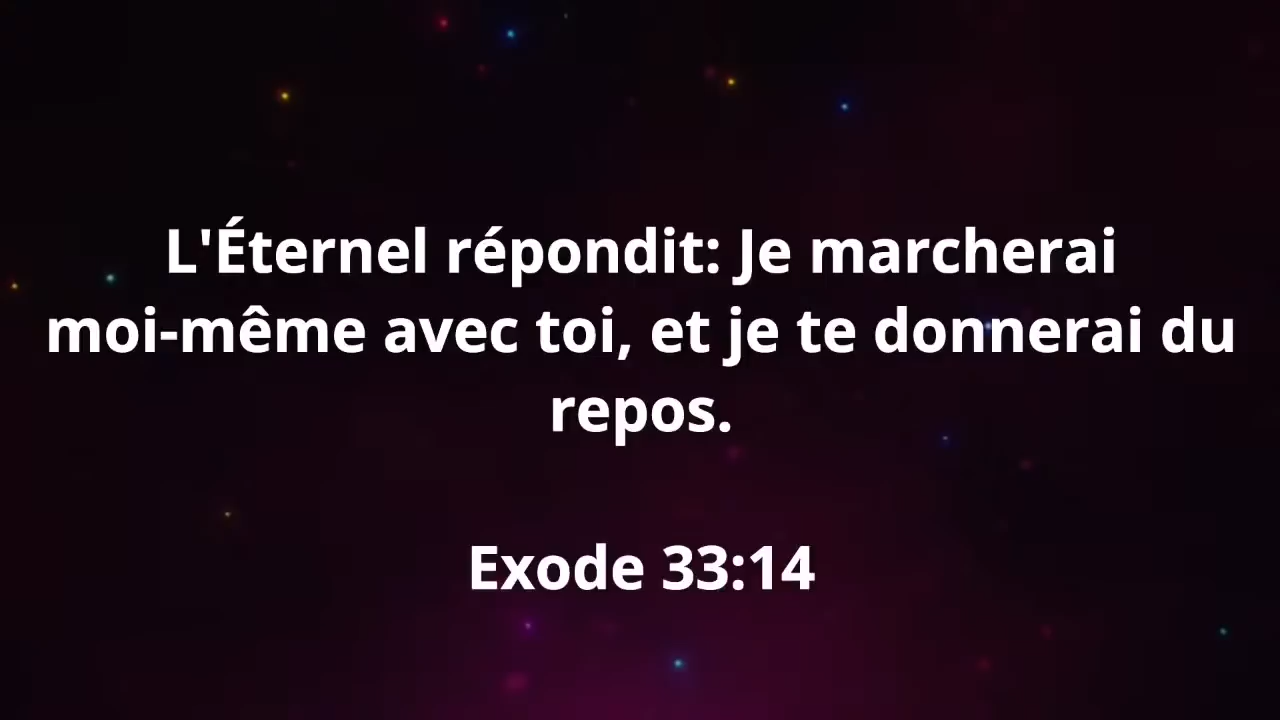 L'Éternel répondit: Je marcherai
moi-même avec toi, et je te donnerai du
repos.
Exode 33:14